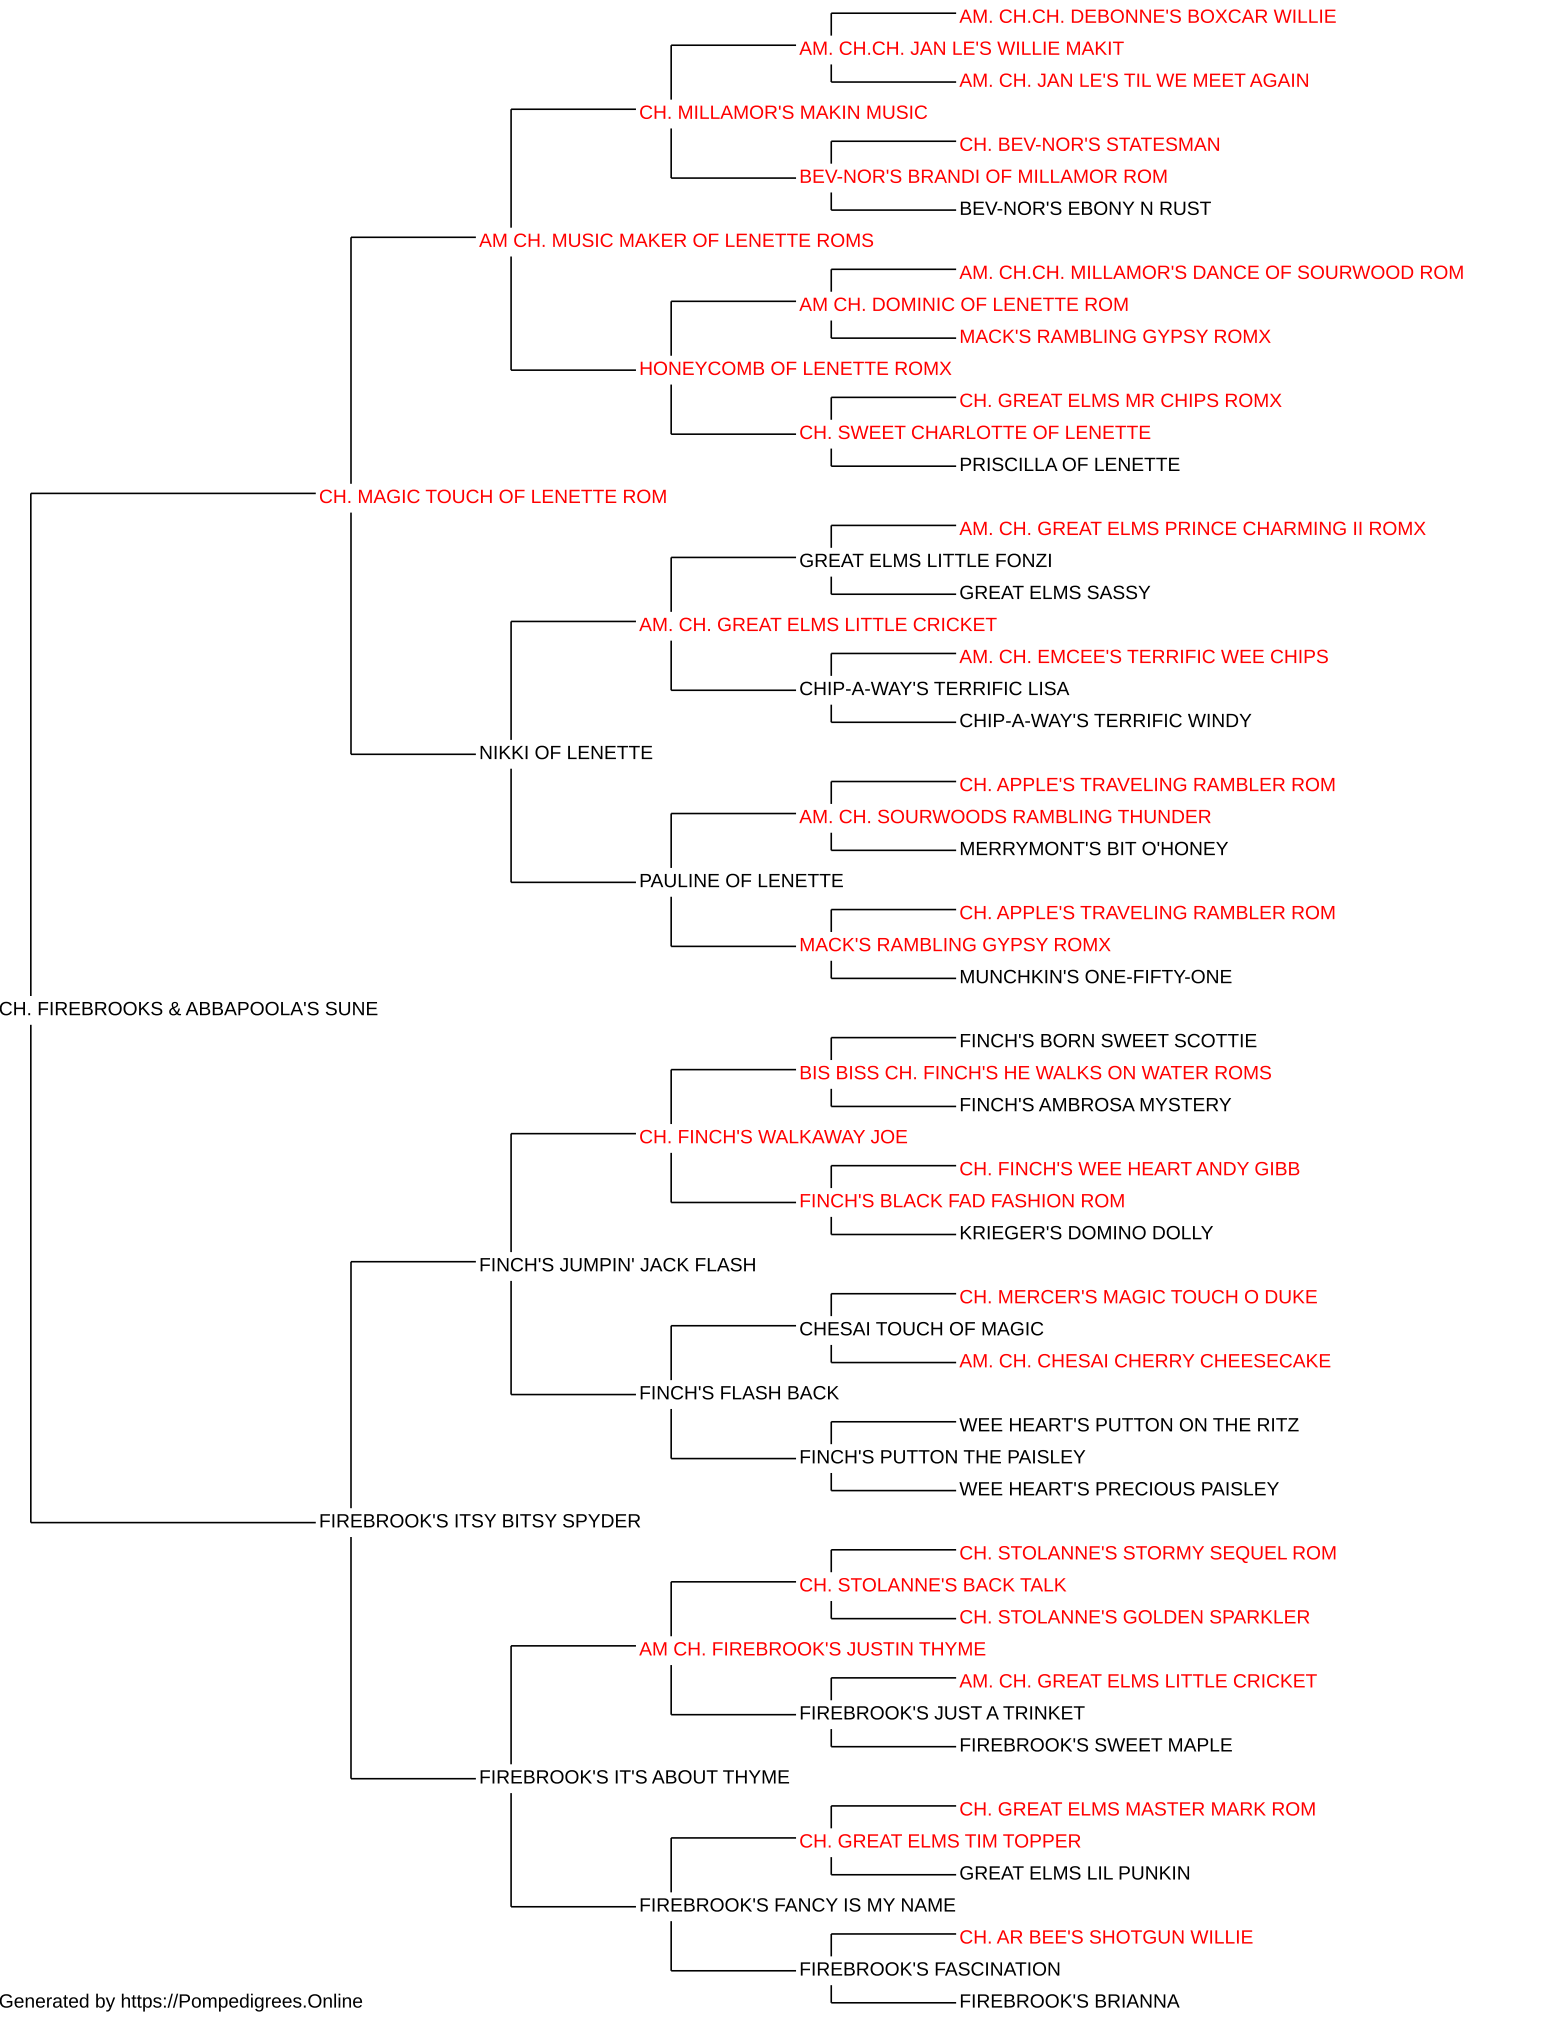 AM. CH.CH. DEBONNE'S BOXCAR WILLIE
AM. CH.CH. JAN LE'S WILLIE MAKIT
AM. CH. JAN LE'S TIL WE MEET AGAIN
CH. MILLAMOR'S MAKIN MUSIC
CH. BEV-NOR'S STATESMAN
BEV-NOR'S BRANDI OF MILLAMOR ROM
BEV-NOR'S EBONY N RUST
AM CH. MUSIC MAKER OF LENETTE ROMS
AM. CH.CH. MILLAMOR'S DANCE OF SOURWOOD ROM
AM CH. DOMINIC OF LENETTE ROM
MACK'S RAMBLING GYPSY ROMX
HONEYCOMB OF LENETTE ROMX
CH. GREAT ELMS MR CHIPS ROMX
CH. SWEET CHARLOTTE OF LENETTE
PRISCILLA OF LENETTE
CH. MAGIC TOUCH OF LENETTE ROM
AM. CH. GREAT ELMS PRINCE CHARMING II ROMX
GREAT ELMS LITTLE FONZI
GREAT ELMS SASSY
AM. CH. GREAT ELMS LITTLE CRICKET
AM. CH. EMCEE'S TERRIFIC WEE CHIPS
CHIP-A-WAY'S TERRIFIC LISA
CHIP-A-WAY'S TERRIFIC WINDY
NIKKI OF LENETTE
CH. APPLE'S TRAVELING RAMBLER ROM
AM. CH. SOURWOODS RAMBLING THUNDER
MERRYMONT'S BIT O'HONEY
PAULINE OF LENETTE
CH. APPLE'S TRAVELING RAMBLER ROM
MACK'S RAMBLING GYPSY ROMX
MUNCHKIN'S ONE-FIFTY-ONE
CH. FIREBROOKS & ABBAPOOLA'S SUNE
FINCH'S BORN SWEET SCOTTIE
BIS BISS CH. FINCH'S HE WALKS ON WATER ROMS
FINCH'S AMBROSA MYSTERY
CH. FINCH'S WALKAWAY JOE
CH. FINCH'S WEE HEART ANDY GIBB
FINCH'S BLACK FAD FASHION ROM
KRIEGER'S DOMINO DOLLY
FINCH'S JUMPIN' JACK FLASH
CH. MERCER'S MAGIC TOUCH O DUKE
CHESAI TOUCH OF MAGIC
AM. CH. CHESAI CHERRY CHEESECAKE
FINCH'S FLASH BACK
WEE HEART'S PUTTON ON THE RITZ
FINCH'S PUTTON THE PAISLEY
WEE HEART'S PRECIOUS PAISLEY
FIREBROOK'S ITSY BITSY SPYDER
CH. STOLANNE'S STORMY SEQUEL ROM
CH. STOLANNE'S BACK TALK
CH. STOLANNE'S GOLDEN SPARKLER
AM CH. FIREBROOK'S JUSTIN THYME
AM. CH. GREAT ELMS LITTLE CRICKET
FIREBROOK'S JUST A TRINKET
FIREBROOK'S SWEET MAPLE
FIREBROOK'S IT'S ABOUT THYME
CH. GREAT ELMS MASTER MARK ROM
CH. GREAT ELMS TIM TOPPER
GREAT ELMS LIL PUNKIN
FIREBROOK'S FANCY IS MY NAME
CH. AR BEE'S SHOTGUN WILLIE
FIREBROOK'S FASCINATION
FIREBROOK'S BRIANNA
Generated by https://Pompedigrees.Online